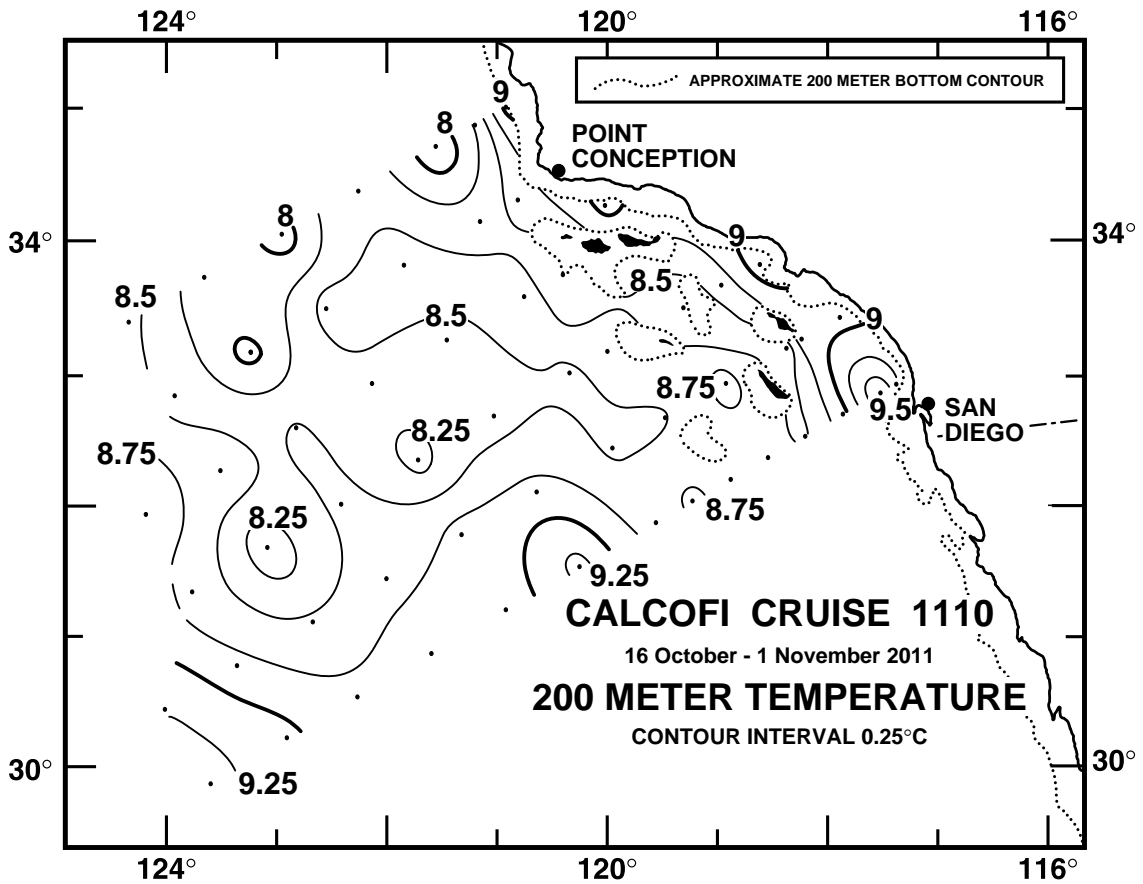 124° 120° 116°
APPROXIMATE 200 METER BOTTOM CONTOUR
9
8
POINT
CONCEPTION
8
34° 9 34°
8.5
8.5
8.5
9
8.75
9.5
SAN
DIEGO
8.25
8.75
8.25
8.75
9.25
CALCOFI CRUISE 1110
16 October - 1 November 2011
200 METER TEMPERATURE
CONTOUR INTERVAL 0.25°C
30° 30°
9.25
124° 120° 116°